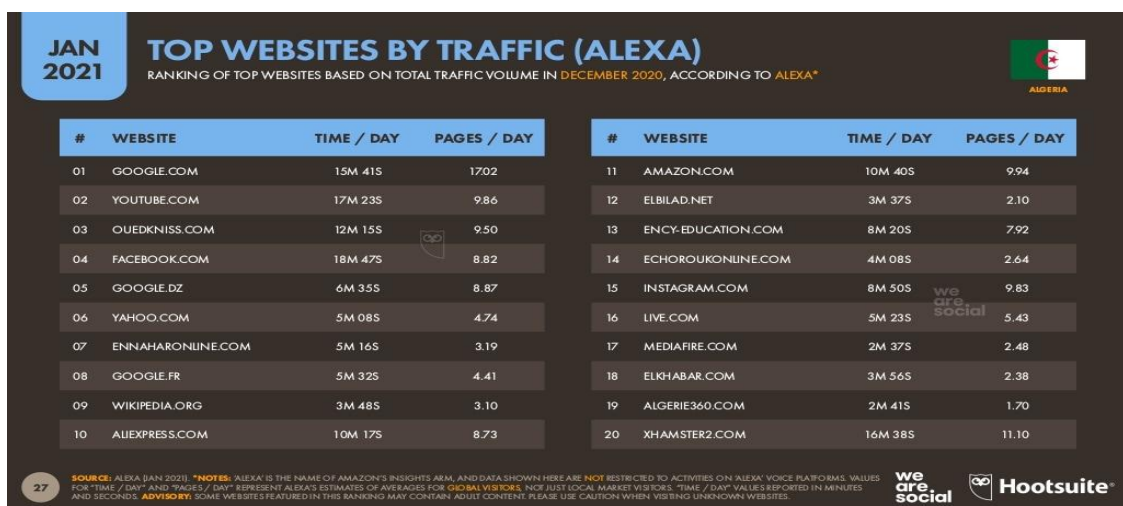 JAN
2021
TOP WEBSITES BY TRAFFIC (ALEXA)
RANKING OF TOP WEBSITES BASED ON TOTAL TRAFFIC VOLUME IN DECEMBER 2020, ACCORDING TO ALEXA*
ALGERIA
# WEBSITE TIME / DAY PAGES / DAY
01 GOOGLE.COM 15M 41S 17.02
02 YOUTUBE.COM 17M 23S 9.86
03 OUEDKNISS.COM 12M 15S 9.50
04 FACEBOOK.COM 18M 47S 8.82
05 GOOGLE.DZ 6M 35S 8.87
06 YAHOO.COM 5M 08S 4.74
07 ENNAHARONLINE.COM 5M 16S 3.19
08 GOOGLE.FR 5M 32S 4.41
09 WIKIPEDIA.ORG 3M 48S 3.10
10 ALIEXPRESS.COM 10M 17S 8.73
# WEBSITE TIME / DAY PAGES / DAY
11 AMAZON.COM 10M 40S 9.94
12 ELBILAD.NET 3M 37S 2.10
13 ENCY-EDUCATION.COM 8M 20S 7.92
14 ECHOROUKONLINE.COM 4M 08S 2.64
15 INSTAGRAM.COM 8M 50S 9.83
16 LIVE.COM 5M 23S 5.43
17 MEDIAFIRE.COM 2M 37S 2.48
18 ELKHABAR.COM 3M 56S 2.38
19 ALGERIE360.COM 2M 41S 1.70
20 XHAMSTER2.COM 16M 38S 11.10
we
are
social
27
SOURCE: ALEXA (JAN 2021). *NOTES: 'ALEXA' IS THE NAME OF AMAZON'S INSIGHTS ARM, AND DATA SHOWN HERE ARE NOT RESTRICTED TO ACTIVITIES ON 'ALEXA' VOICE PLATFORMS. VALUES
FOR "TIME / DAY" AND "PAGES / DAY" REPRESENT ALEXA'S ESTIMATES OF AVERAGES FOR GLOBAL VISITORS, NOT JUST LOCAL MARKET VISITORS. "TIME / DAY" VALUES REPORTED IN MINUTES
AND SECONDS. ADVISORY: SOME WEBSITES FEATURED IN THIS RANKING MAY CONTAIN ADULT CONTENT. PLEASE USE CAUTION WHEN VISITING UNKNOWN WEBSITES.
we
are
social
Hootsuite®